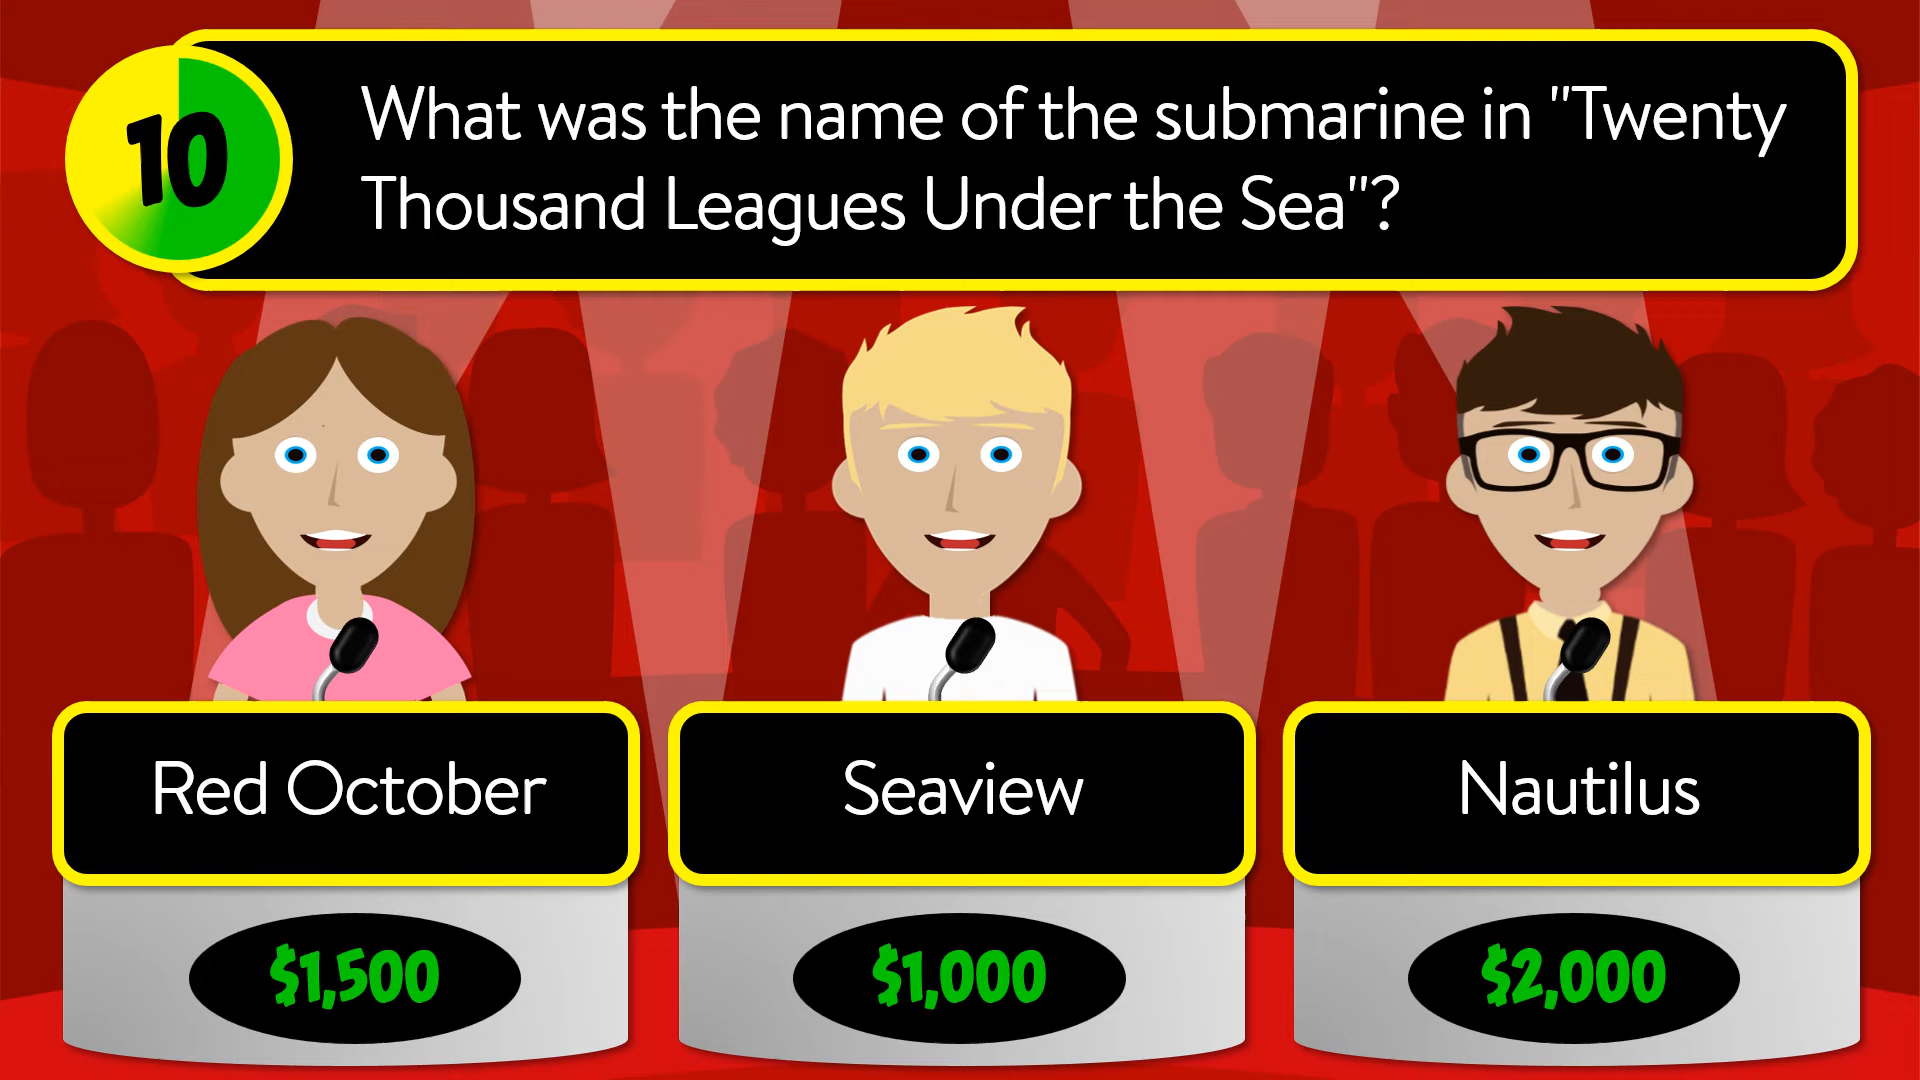 10
What was the name of the submarine in "Twenty
Thousand Leagues Under the Sea"?
Red October
Seaview
Nautilus
$1,500
$1,000
$2,000